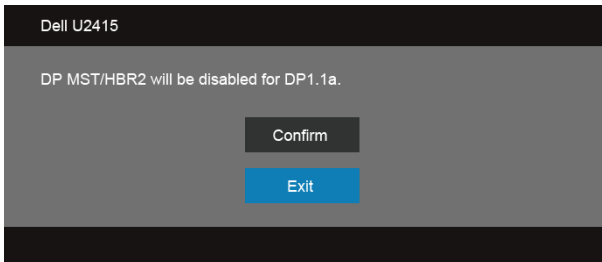 Dell U2415
DP MST/HBR2 will be disabled for DP1.1a.
Confirm
Exit